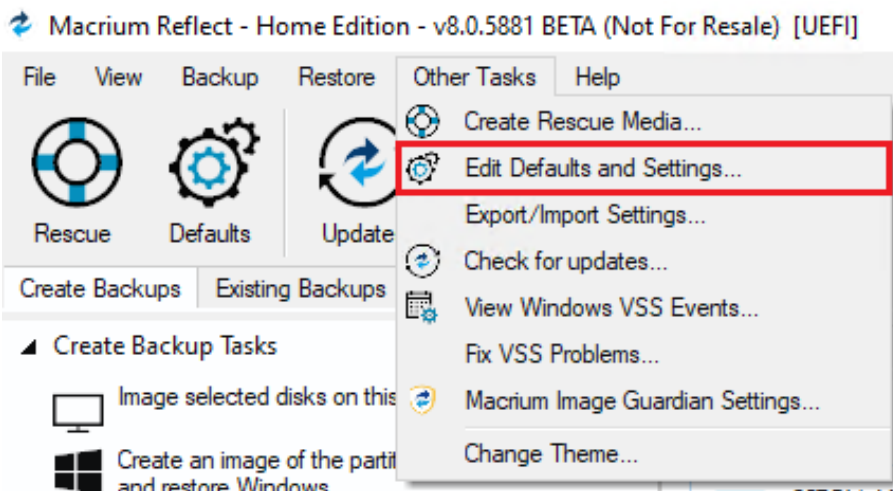 Macrium Reflect - Home Edition - v8.0.5881 BETA (Not For Resale) [UEFI]
File View Backup Restore Other Tasks Help
Rescue Defaults Update
Create Rescue Media...
Edit Defaults and Settings...
Export/Import Settings...
Check for updates...
View Windows VSS Events...
Fix VSS Problems...
Macrium Image Guardian Settings...
Change Theme...
Create Backups Existing Backups
Create Backup Tasks
Image selected disks on this
Create an image of the
and restore Windows